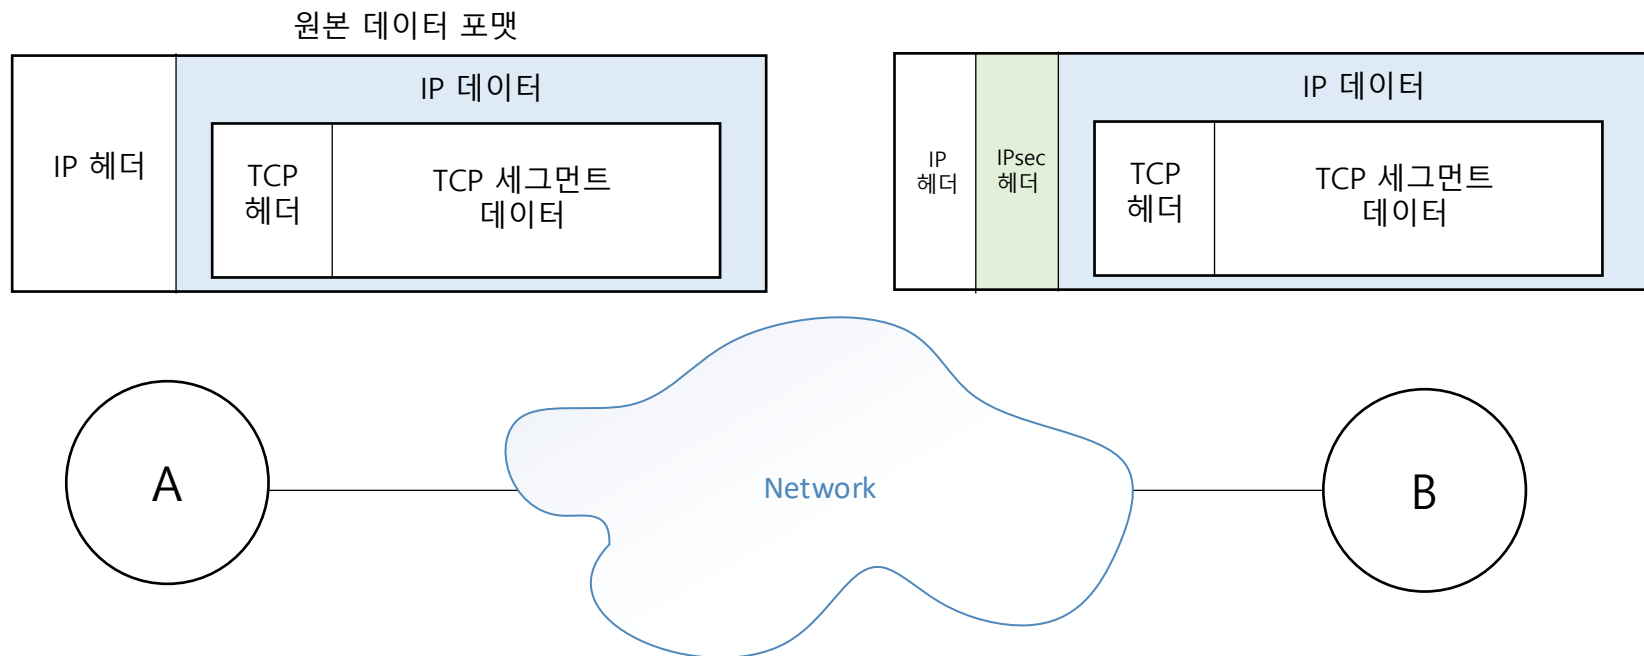 원본 데이터 포맷
IP 헤더
IP 데이터
TCP
헤더
TCP 세그먼트
데이터
IP
헤더
IPsec
헤더
IP 데이터
TCP
헤더
TCP 세그먼트
데이터
A
Network
B